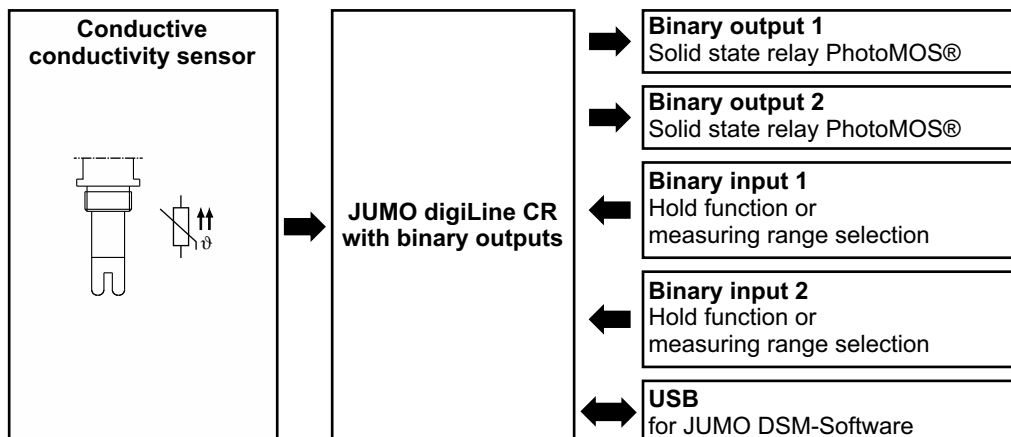 Conductive
conductivity sensor
ϑ
JUMO digiLine CR
with binary outputs
Binary output 1
Solid state relay PhotoMOS®
Binary output 2
Solid state relay PhotoMOS®
Binary input 1
Hold function or
measuring range selection
Binary input 2
Hold function or
measuring range selection
USB
for JUMO DSM-Software